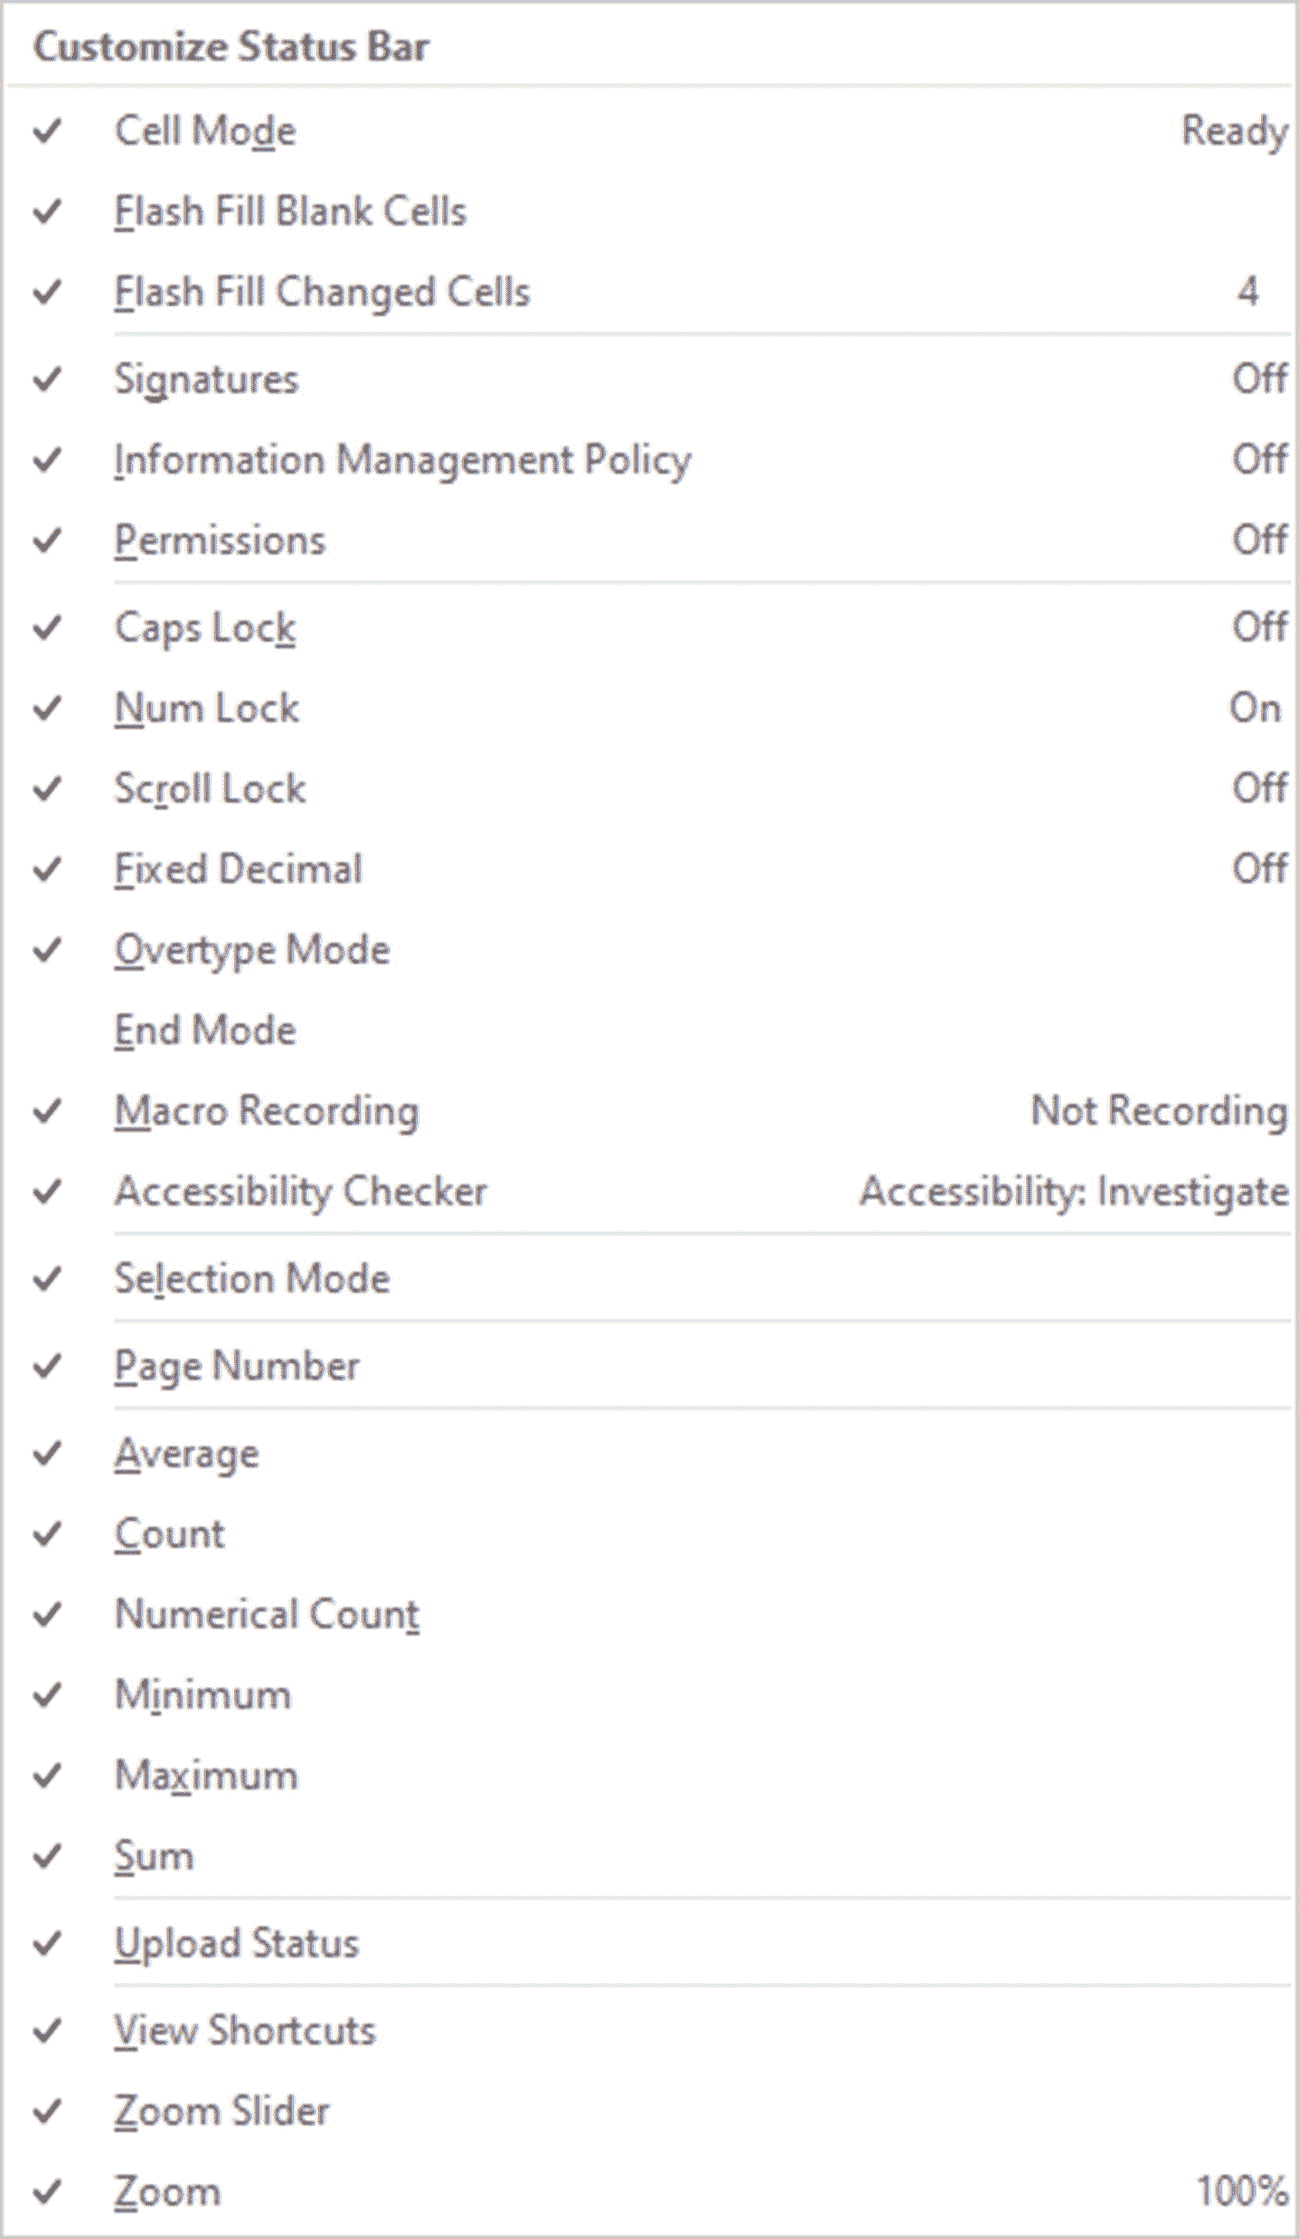 Customize Status Bar
Cell Mode Ready
Flash Fill Blank Cells
Flash Fill Changed Cells 4
Signatures Off
Information Management Policy Off
Permissions Off
Caps Lock Off
Num Lock On
Scroll Lock Off
Fixed Decimal Off
Overtype Mode
End Mode
Macro Recording Not Recording
Accessibility Checker Accessibility: Investigate
Selection Mode
Page Number
Average
Count
Numerical Count
Minimum
Maximum
Sum
Upload Status
View Shortcuts
Zoom Slider
Zoom 100%